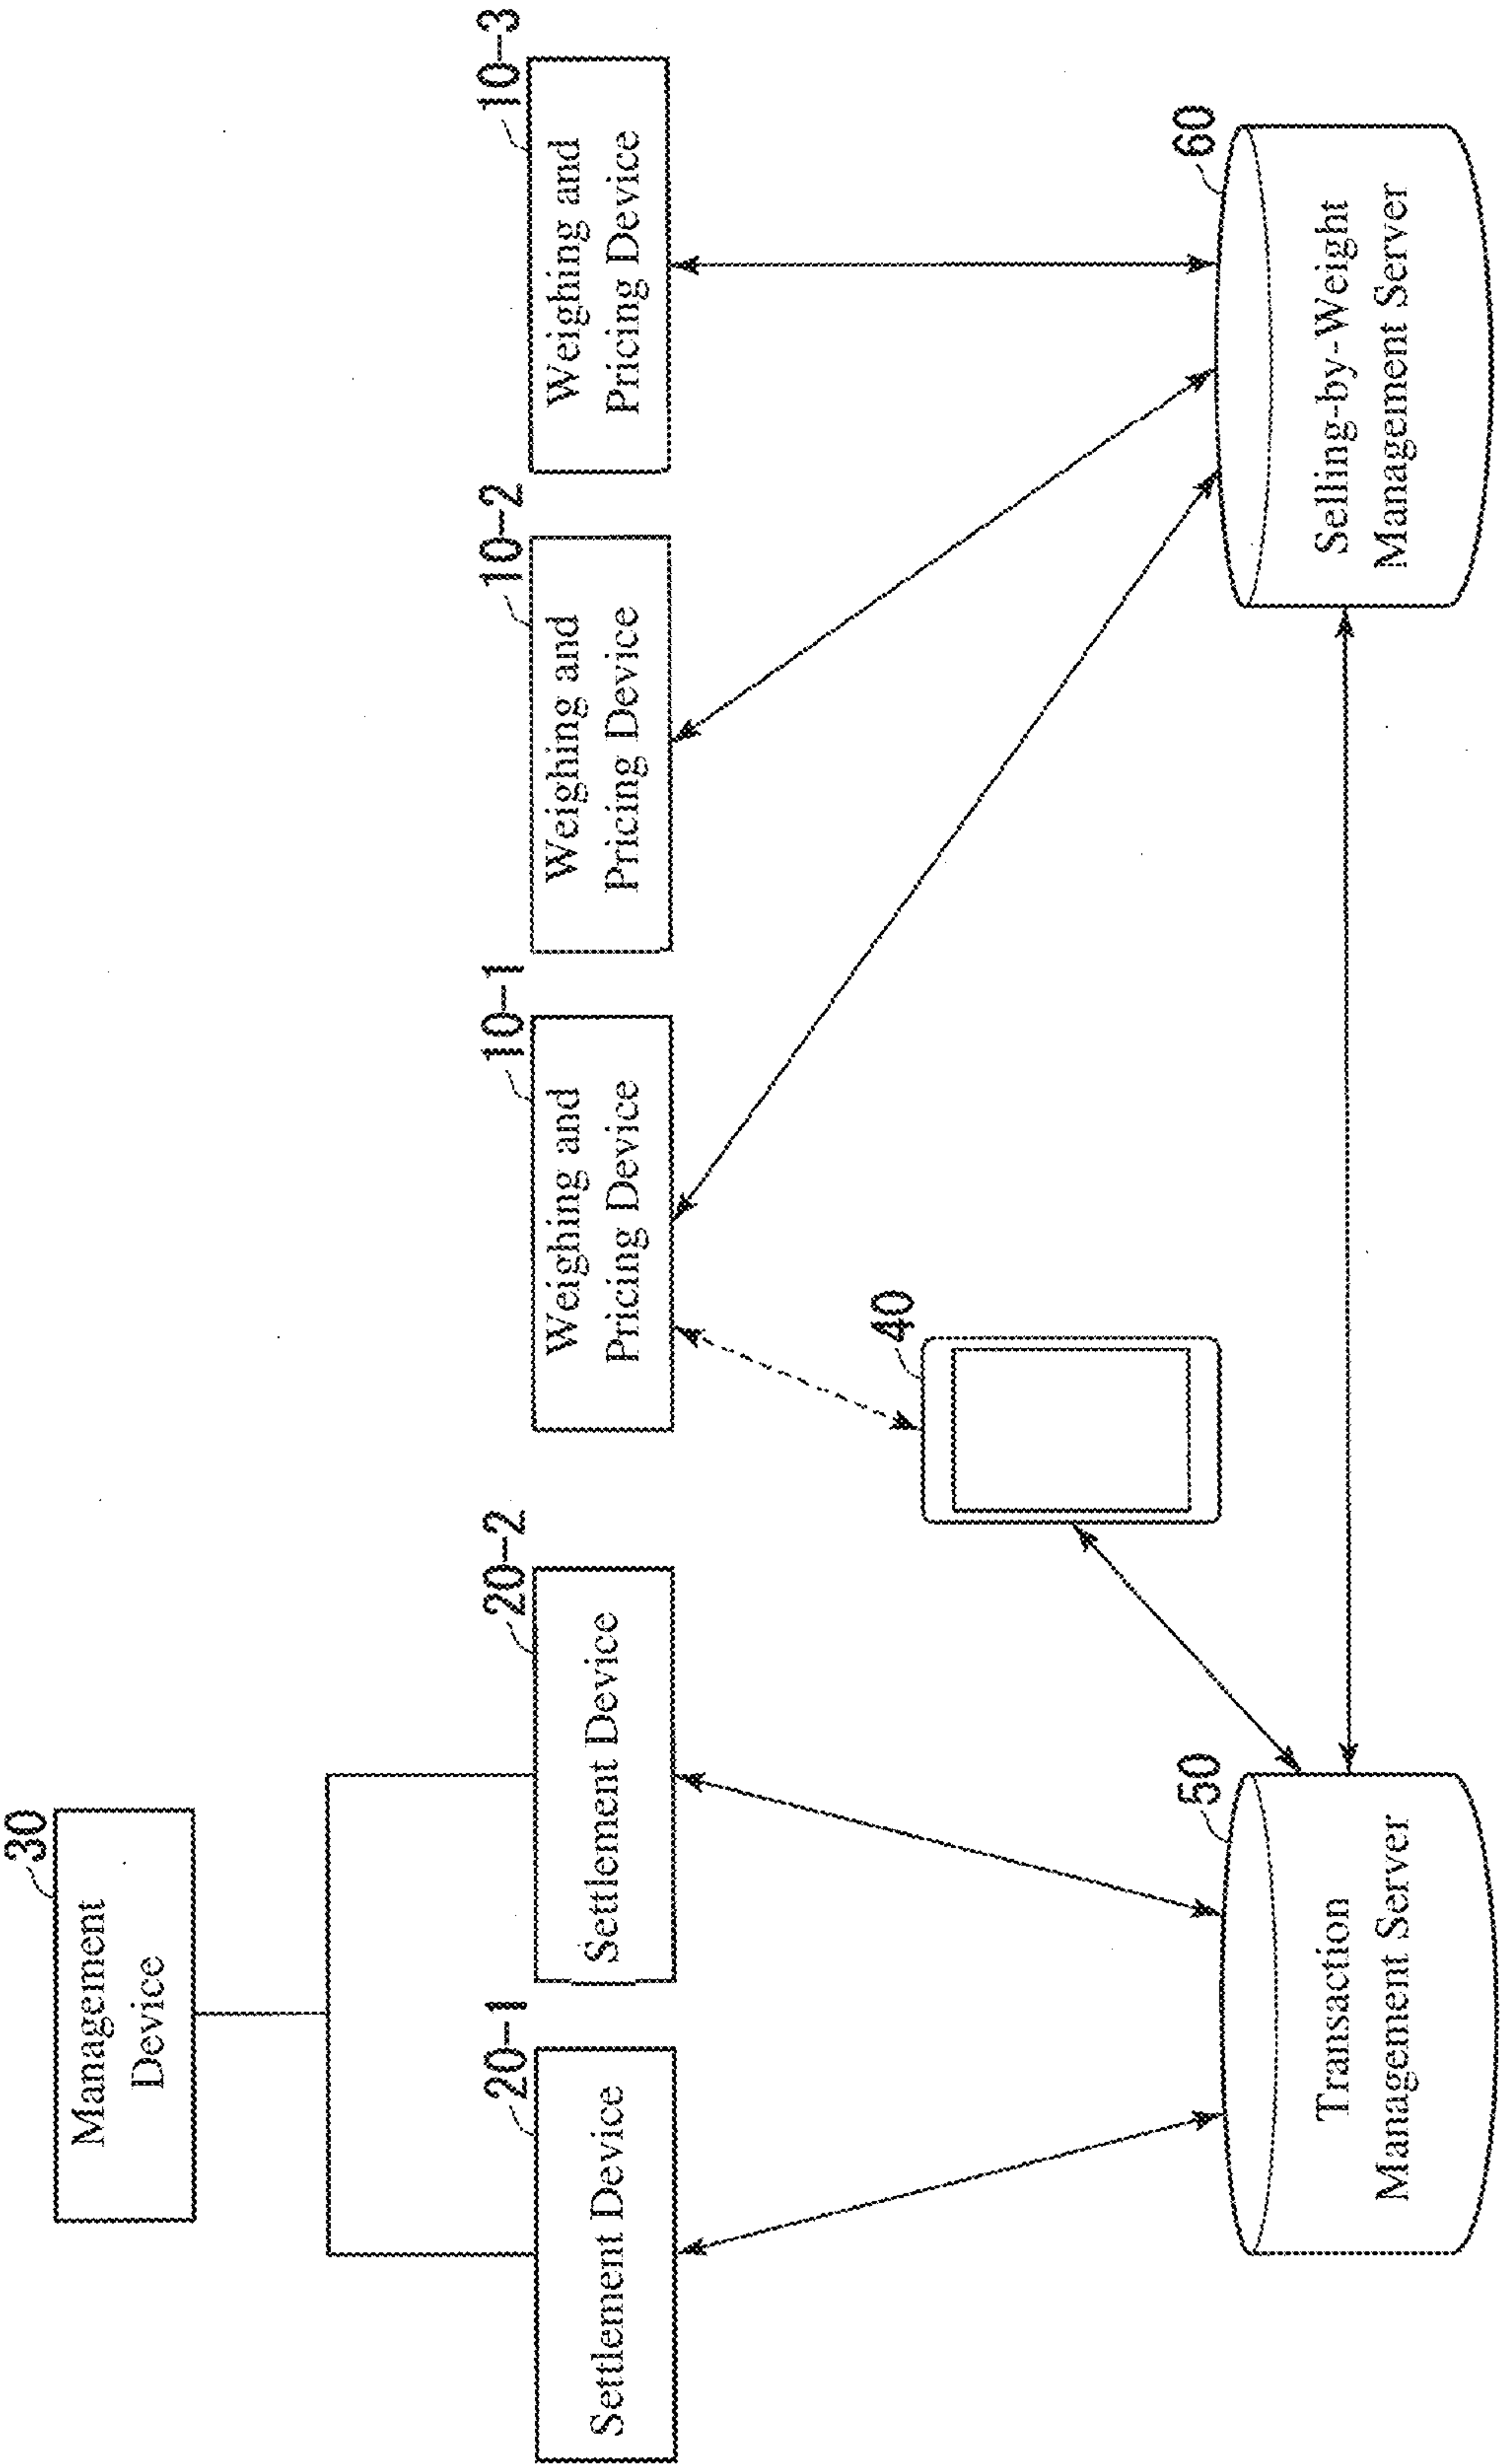 30
Management
Device
20-1
Settlement Device
20-2
Settlement Device
10-1
Weighing and
Pricing Device
10-2
Weighing and
Pricing Device
10-3
Weighing and
Pricing Device
40
50
Transaction
Management Server
60
Selling-by-Weight
Management Server